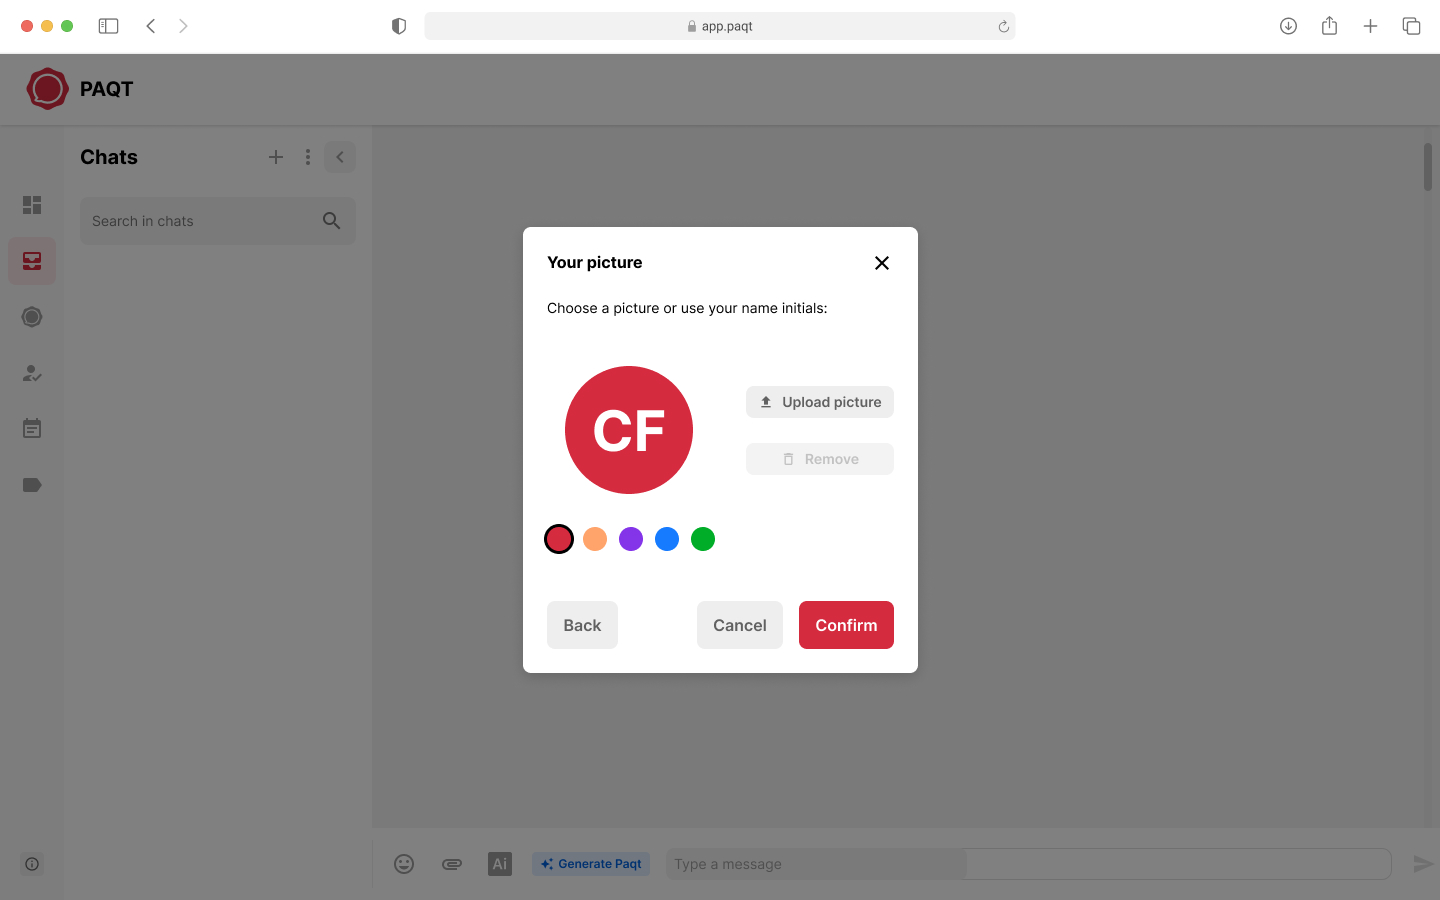 app.paqt
PAQT
Chats
Search in chats
Your picture
Choose a picture or use your name initials:
CF
Upload picture
Remove
Back
Cancel
Confirm
Ai
Generate Paqt
Type a message